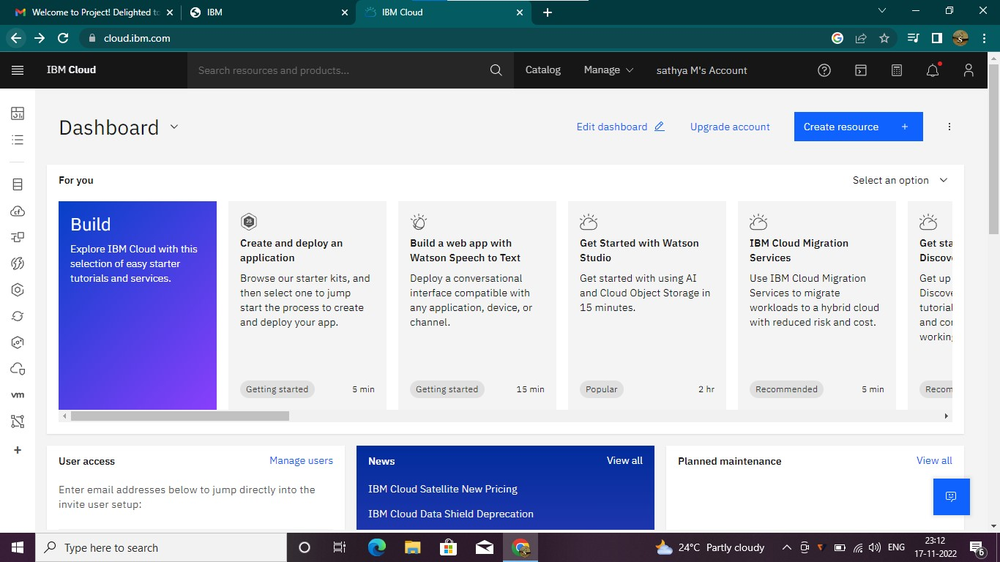 Welcome to Project! Delighted to
IBM
IBM Cloud
cloud.ibm.com
IBM Cloud
Search resources and products...
Catalog
Manage
sathya M's Account
Dashboard
Edit dashboard
Upgrade account
Create resource +
For you
Select an option
Build
Explore IBM Cloud with this
selection of easy starter
tutorials and services.
JS
Create and deploy an
application
Browse our starter kits, and
then select one to jump
start the process to create
and deploy your app.
Getting started
5 min
Build a web app with
Watson Speech to Text
Deploy a conversational
interface compatible with
any application, device, or
channel.
Getting started
15 min
Get Started with Watson
Studio
Get started with using AI
and Cloud Object Storage in
15 minutes.
Popular
2 hr
IBM Cloud Migration
Services
Use IBM Cloud Migration
Services to migrate
workloads to a hybrid cloud
with reduced risk and cost.
Recommended
5 min
Get sta
Discov
Get up
Discov
tutorial
and co
working
Recom
cf
vm
User access
Manage users
Enter email addresses below to jump directly into the
invite user setup:
News
View all
IBM Cloud Satellite New Pricing
IBM Cloud Data Shield Deprecation
Planned maintenance
View all
Type here to search
24°C Partly cloudy
ENG
23:12
17-11-2022
6